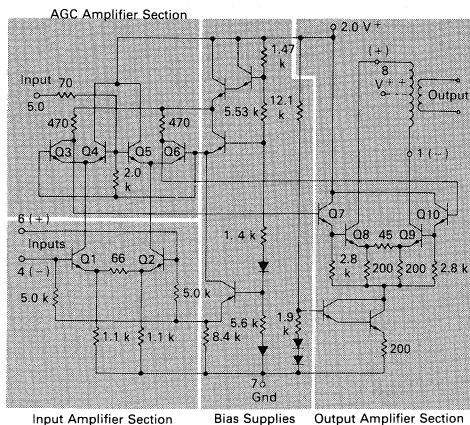 AGC Amplifier Section
2.0 V+
Input
70
5.0
1.47
k
(+)
8
V++
Output
5.53 k
12.1
k
470
470
Q3
Q4
Q5
Q6
2.0
k
1 (−)
6 (+)
Inputs
4 (−)
Q1
66
Q2
1.4 k
Q7
Q10
Q8
45
Q9
2.8
k
200
200
2.8 k
5.0 k
5.0 k
1.1 k
1.1 k
8.4 k
5.6 k
1.9
k
200
7
Gnd
Input Amplifier Section
Bias Supplies
Output Amplifier Section